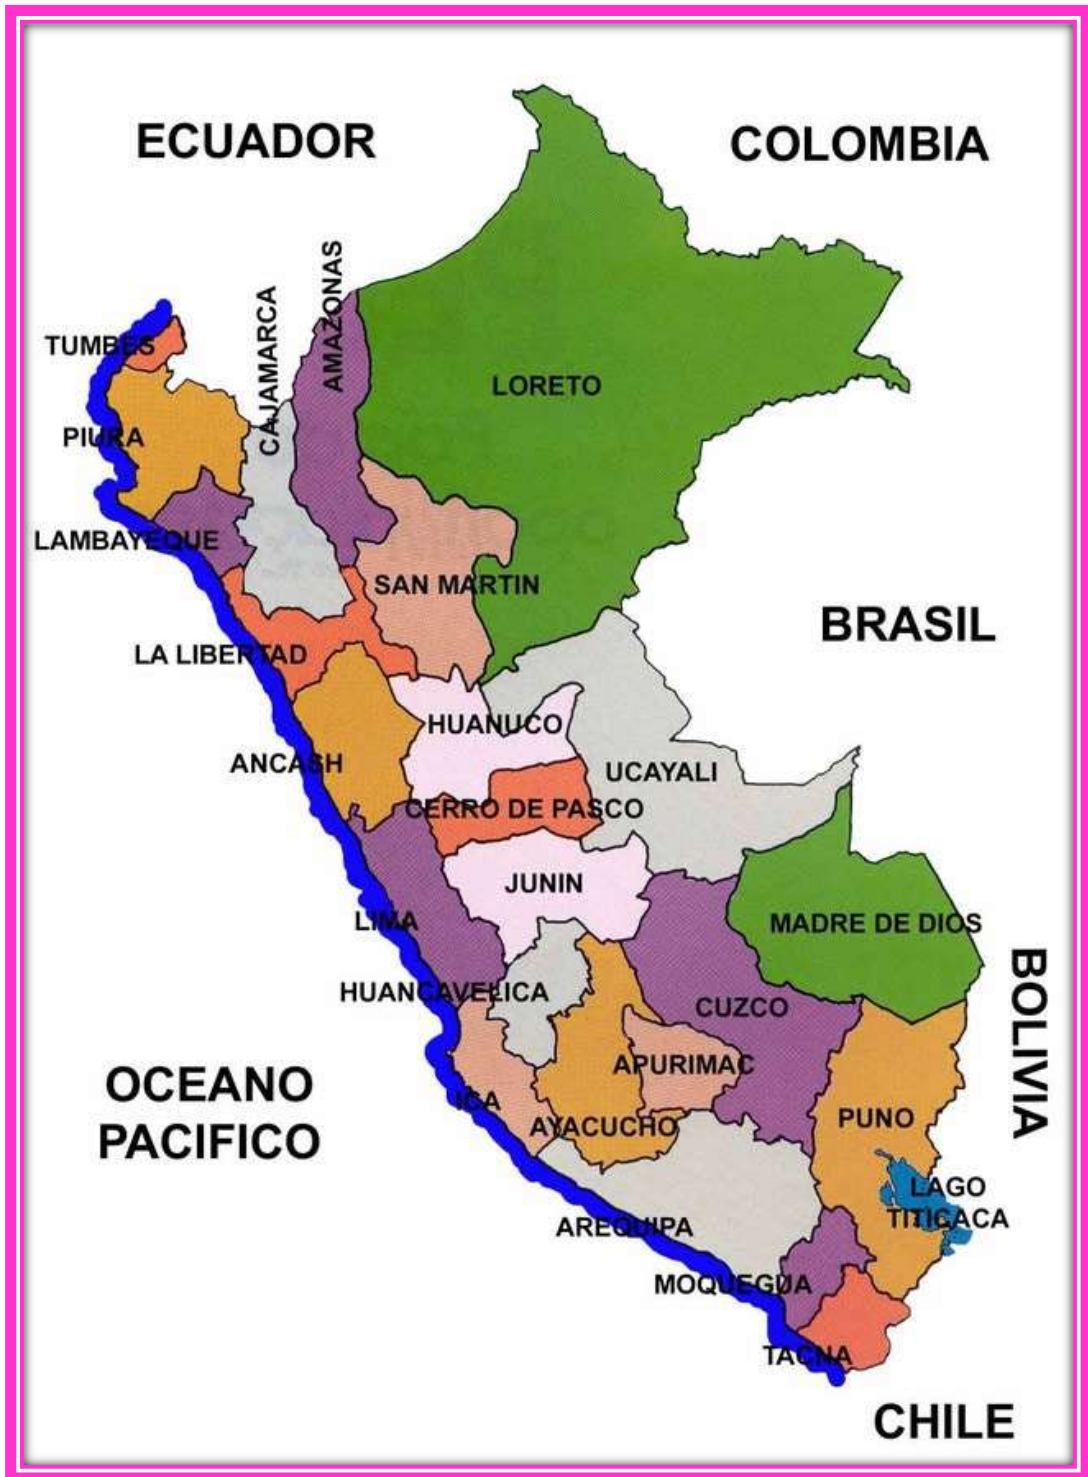 ECUADOR
COLOMBIA
AMAZONAS
CAJAMARCA
TUMBES
LORETO
PIURA
LAMBAYEQUE
SAN MARTIN
BRASIL
LA LIBERTAD
HUANUCO
ANCASH
UCAYALI
CERRO DE PASCO
JUNIN
LIMA
MADRE DE DIOS
HUANCAVELICA
CUZCO
BOLIVIA
APURIMAC
OCEANO
PACIFICO
ICA
AYACUCHO
PUNO
LAGO
TITICACA
AREQUIPA
MOQUEGUA
TACNA
CHILE